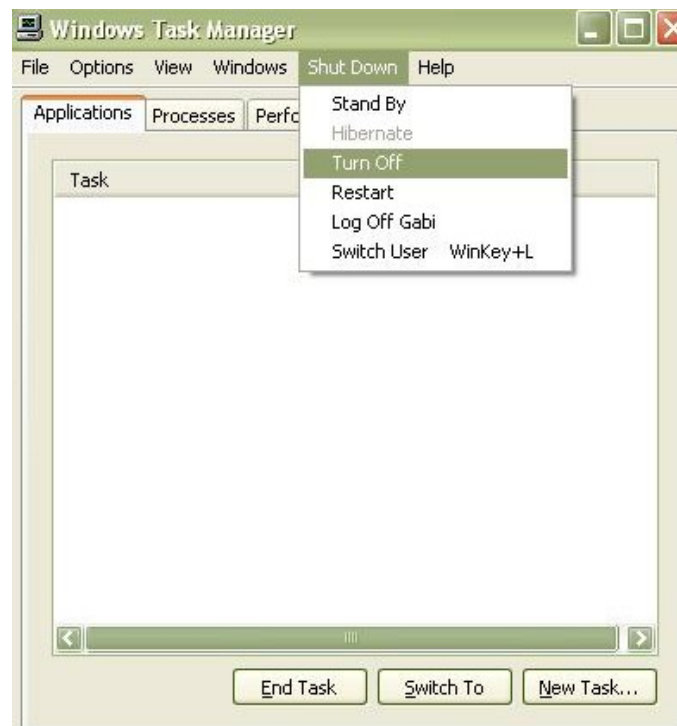 Windows Task Manager
File Options View Windows Shut Down Help
Applications Processes
Stand By
Hibernate
Turn Off
Restart
Log Off Gabi
Switch User WinKey+L
Task
End Task Switch To New Task...